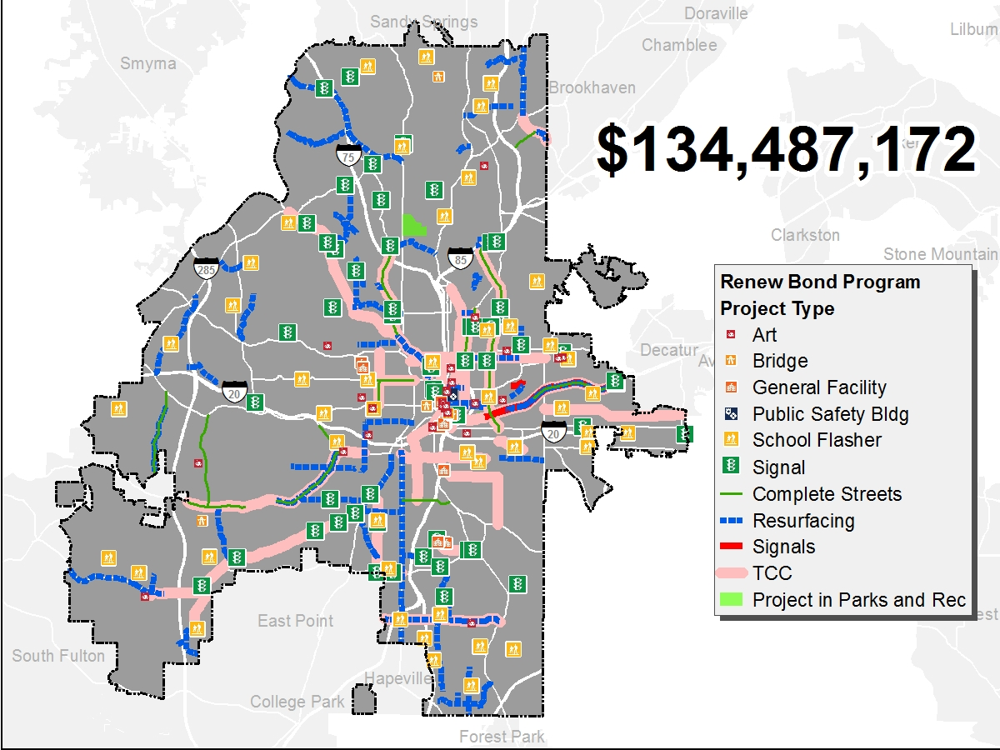 Doraville
Sandy Springs
Lilburn
Chamblee
Smyrna
Brookhaven
$134,487,172
75
Clarkston
Stone Mountain
85
285
Renew Bond Program
Project Type
Art
Bridge
General Facility
Public Safety Bldg
School Flasher
Signal
Complete Streets
Resurfacing
Signals
TCC
Project in Parks and Rec
Decatur
20
20
East Point
South Fulton
Hapeville
College Park
Forest Park